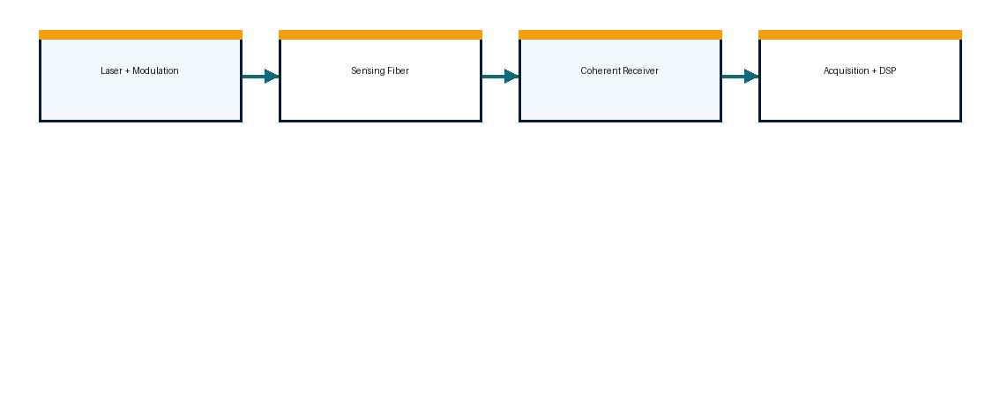 Laser + Modulation
Sensing Fiber
Coherent Receiver
Acquisition + DSP